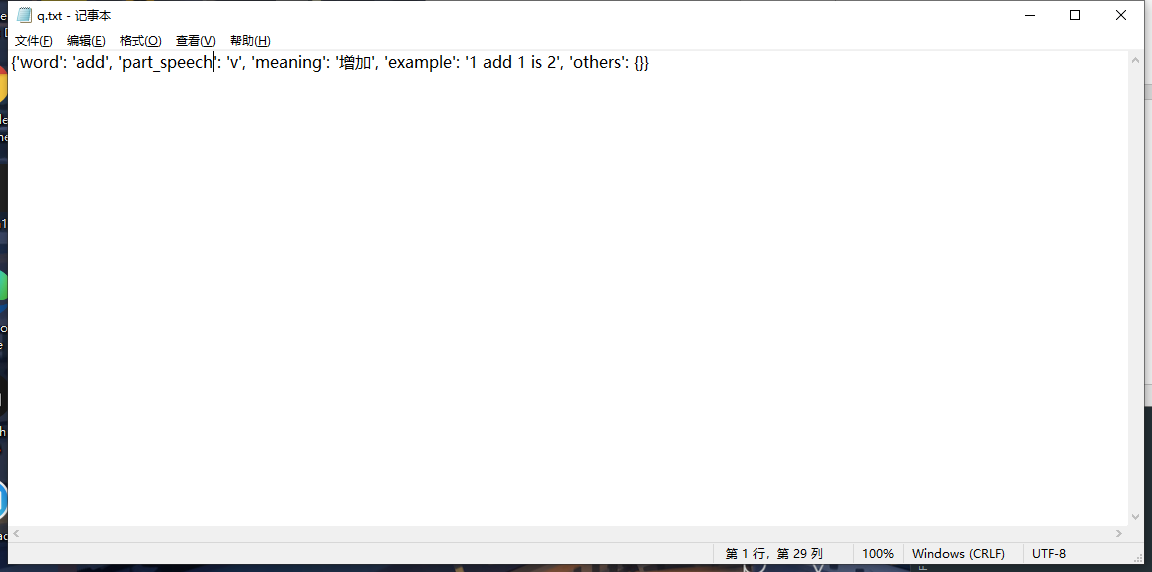 q.txt - 记事本
文件(F) 编辑(E) 格式(O) 查看(V) 帮助(H)
{'word': 'add', 'part_speech': 'v', 'meaning': '增加', 'example': '1 add 1 is 2', 'others': {}}
第 1 行，第 29 列 100% Windows (CRLF) UTF-8